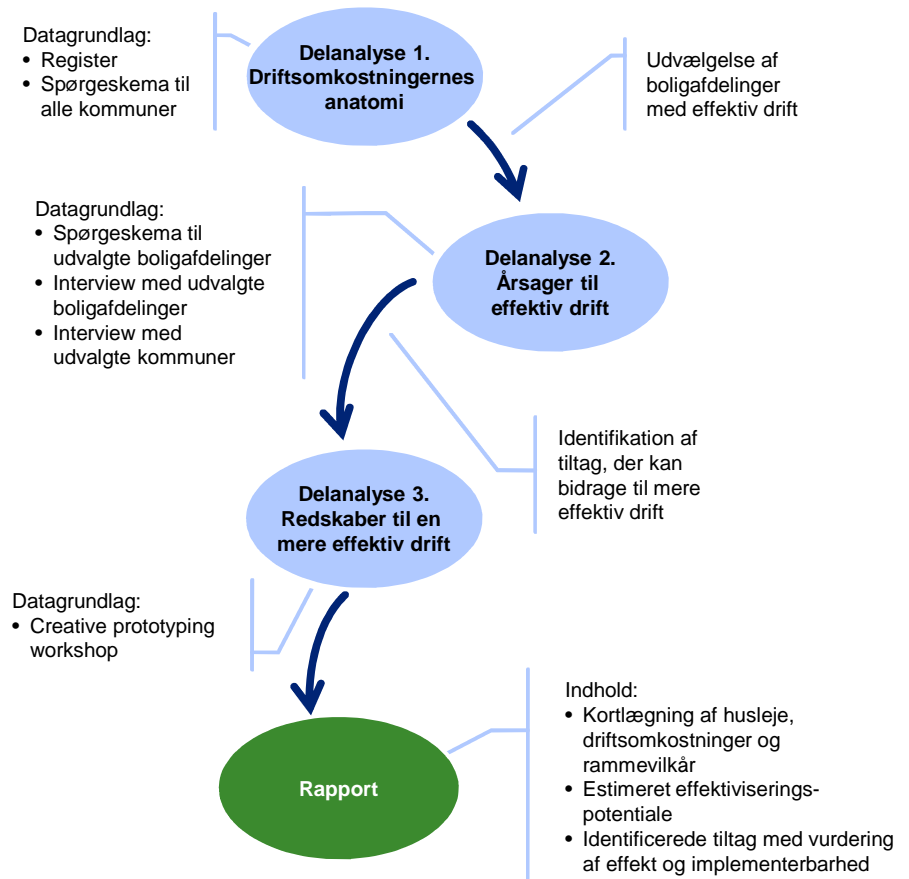 Datagrundlag:
• Register
• Spørgeskema til
alle kommuner
Delanalyse 1.
Driftsomkostningernes
anatomi
Udvælgelse af
boligafdelinger
med effektiv drift
Datagrundlag:
• Spørgeskema til
udvalgte boligafdelinger
• Interview med udvalgte
boligafdelinger
• Interview med
udvalgte kommuner
Delanalyse 2.
Årsager til
effektiv drift
Identifikation af
tiltag, der kan
bidrage til mere
effektiv drift
Delanalyse 3.
Redskaber til en
mere effektiv drift
Datagrundlag:
• Creative prototyping
workshop
Rapport
Indhold:
• Kortlægning af husleje,
driftsomkostninger og
rammevilkår
• Estimeret effektiviserings-
potentiale
• Identificerede tiltag med vurdering
af effekt og implementerbarhed